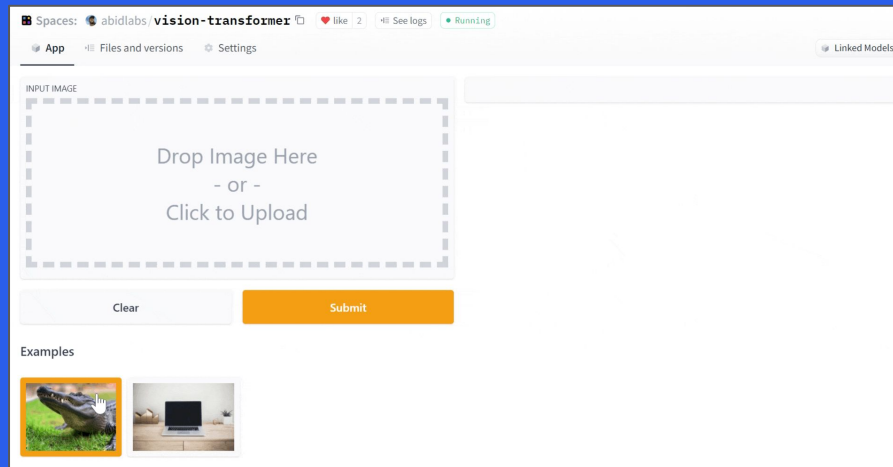 Spaces: abidlabs/vision-transformer like 2 See logs Running
App Files and versions Settings Linked Models
INPUT IMAGE
Drop Image Here
- or -
Click to Upload
Clear Submit
Examples